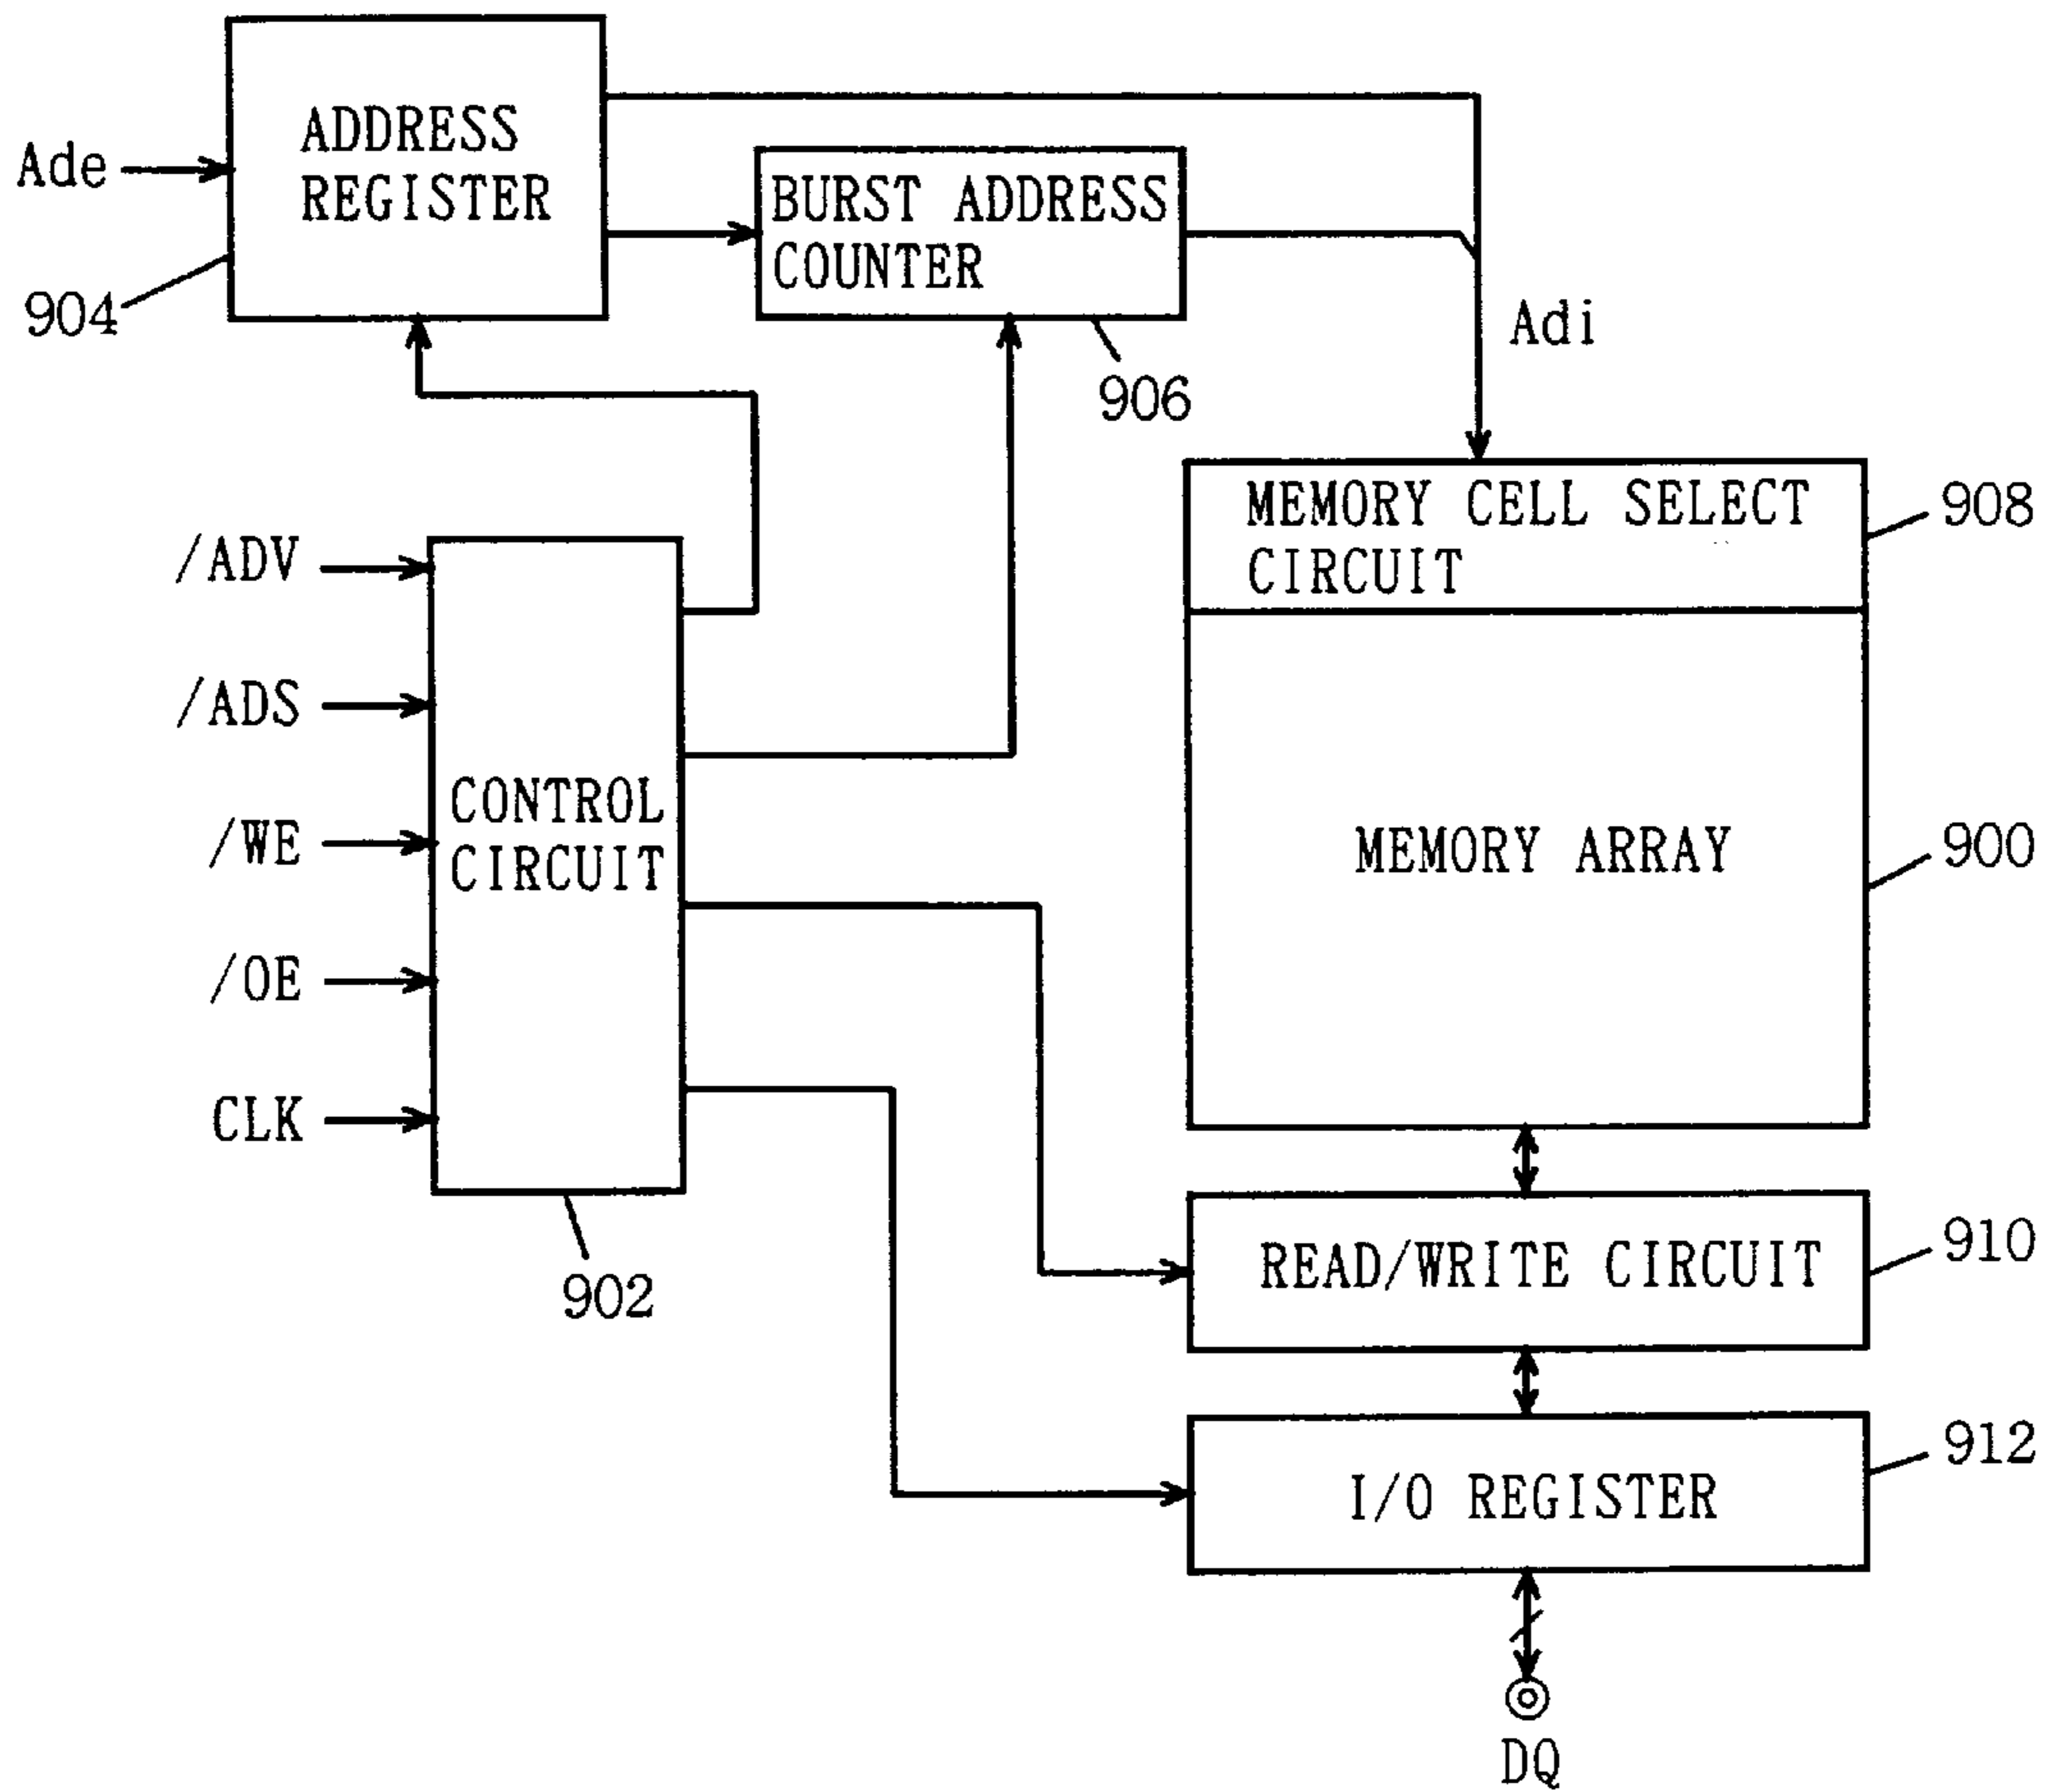 ADDRESS
REGISTER
Ade
904
BURST ADDRESS
COUNTER
906
Adi
MEMORY CELL SELECT
CIRCUIT
908
/ADV
/ADS
/WE
/OE
CLK
CONTROL
CIRCUIT
902
MEMORY ARRAY
900
READ/WRITE CIRCUIT
910
I/O REGISTER
912
DQ